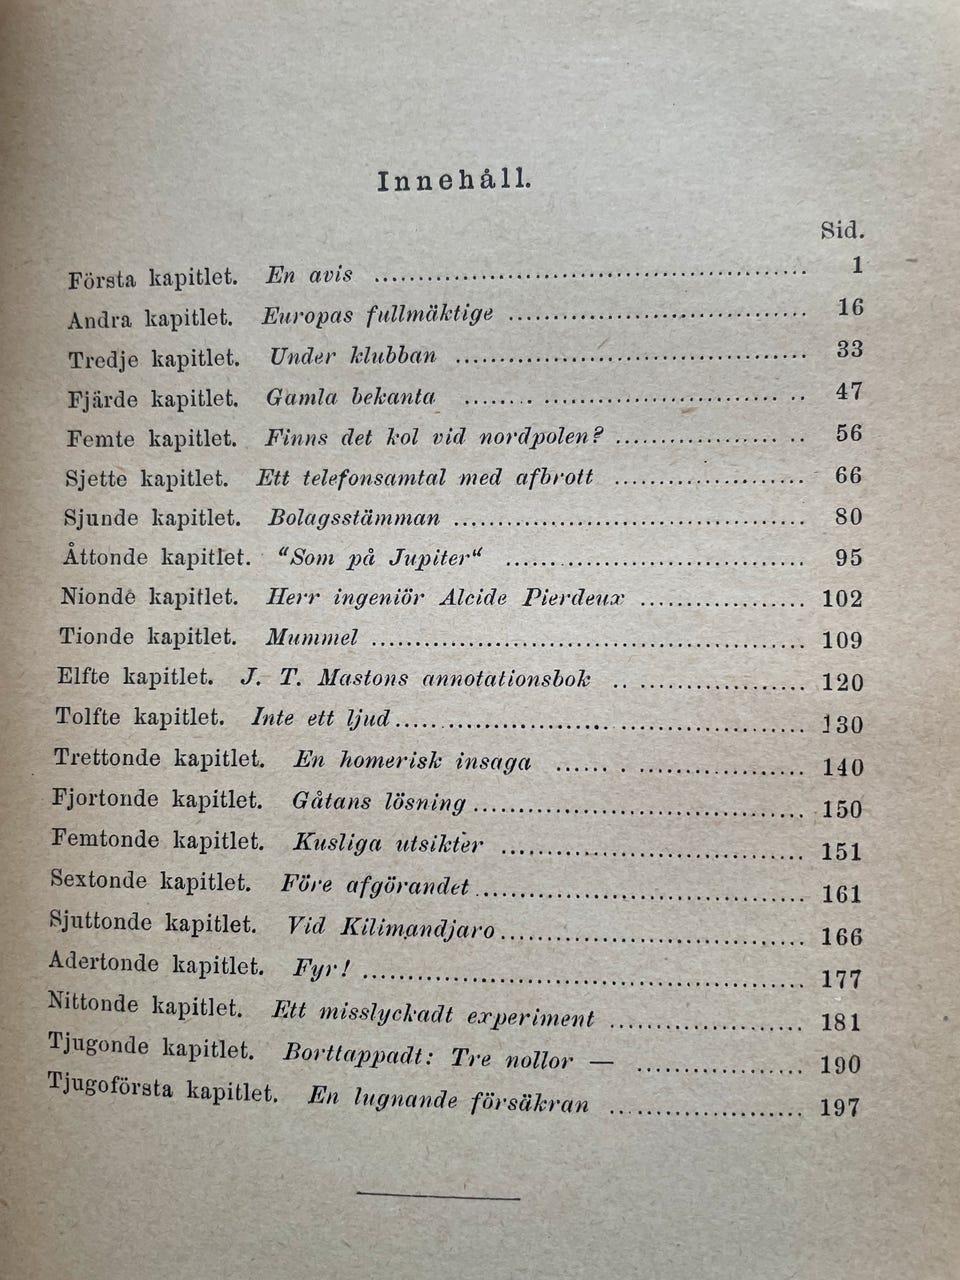 Innehåll.
Sid.
Första kapitlet. En avis ........................................ 1
Andra kapitlet. Europas fullmäktige ........................................ 16
Tredje kapitlet. Under klubban ........................................ 33
Fjärde kapitlet. Gamla bekanta ........................................ 47
Femte kapitlet. Finns det kol vid nordpolen? ........................ 56
Sjette kapitlet. Ett telefonsamtal med afbrott ........................ 66
Sjunde kapitlet. Bolagsstämman ........................................ 80
Åttonde kapitlet. “Som på Jupiter“ ........................................ 95
Nionde kapitlet. Herr ingeniör Alcide Pierdeux .................. 102
Tionde kapitlet. Mummel ........................................ 109
Elfte kapitlet. J. T. Mastons annotationsbok .. .................. 120
Tolfte kapitlet. Inte ett ljud ........................................ 130
Trettonde kapitlet. En homerisk insaga ........................ 140
Fjortonde kapitlet. Gåtans lösning ........................................ 150
Femtonde kapitlet. Kusliga utsikter ........................................ 151
Sextonde kapitlet. Före afgörandet ........................................ 161
Sjuttonde kapitlet. Vid Kilimandjaro ........................................ 166
Adertonde kapitlet. Fyr! ........................................ 177
Nittonde kapitlet. Ett misslyckadt experiment ........................ 181
Tjugonde kapitlet. Borttappadt: Tre nollor — .................. 190
Tjugoförsta kapitlet. En lugnande försäkran ........................ 197